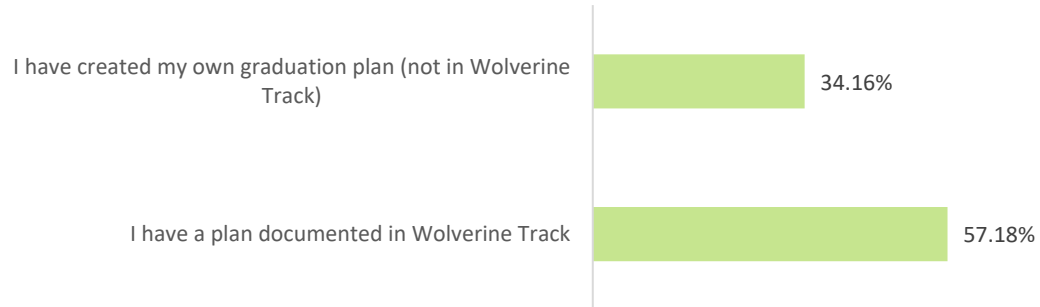 I have created my own graduation plan (not in Wolverine
Track)
34.16%
I have a plan documented in Wolverine Track
57.18%